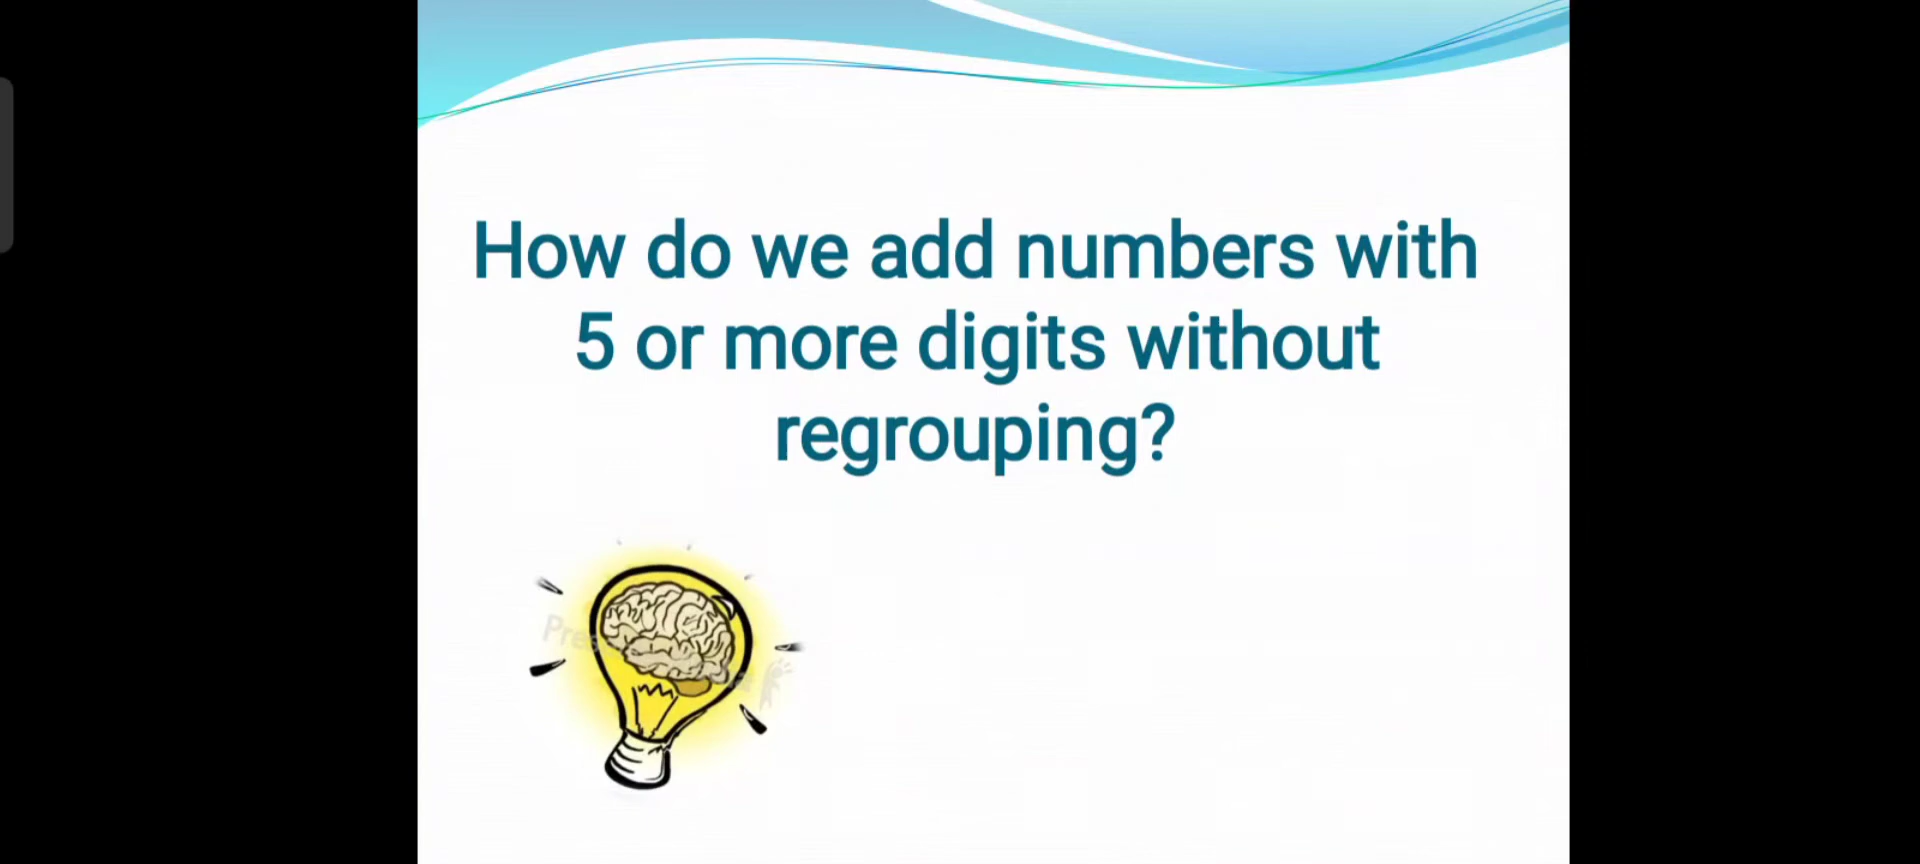 How do we add numbers with
5 or more digits without
regrouping?